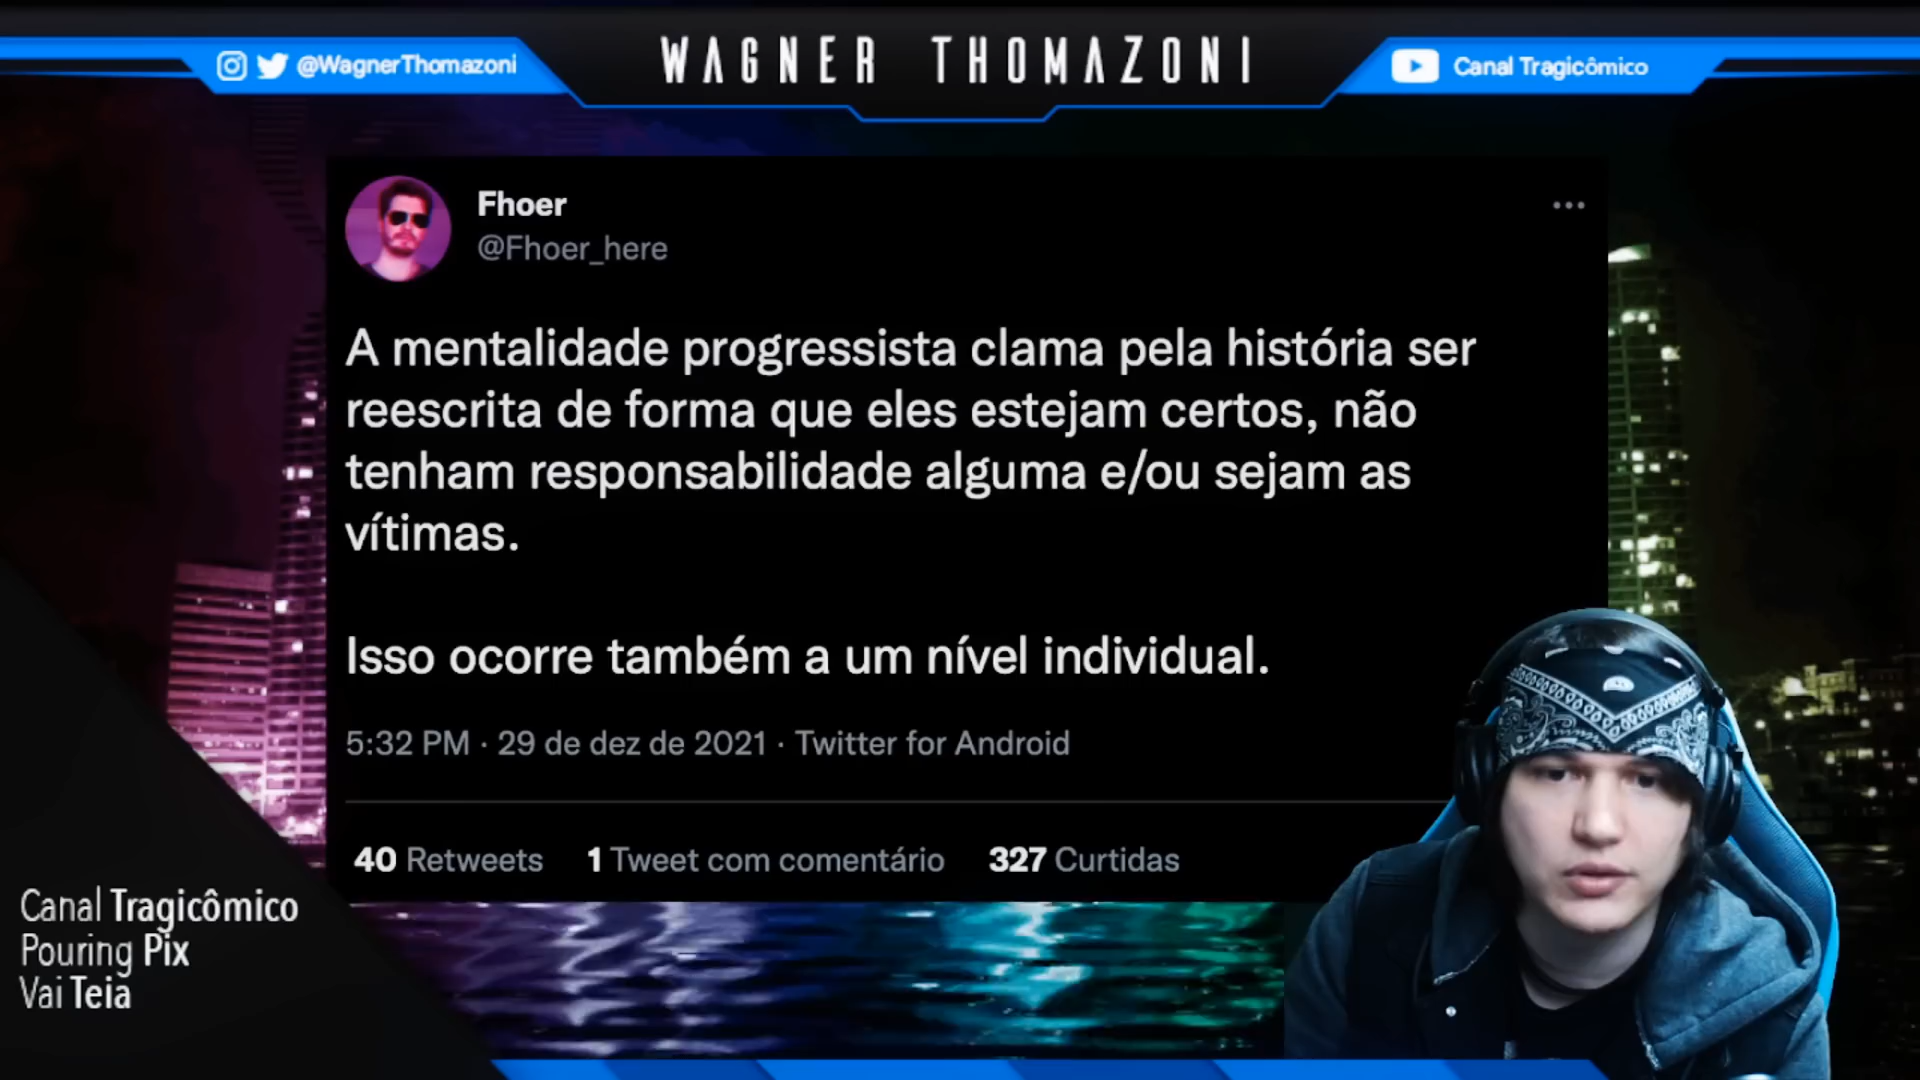 @WagnerThomazoni
WAGNER THOMAZONI
Canal Tragicômico
Fhoer
@Fhoer_here
A mentalidade progressista clama pela história ser
reescrita de forma que eles estejam certos, não
tenham responsabilidade alguma e/ou sejam as
vítimas.
Isso ocorre também a um nível individual.
5:32 PM · 29 de dez de 2021 · Twitter for Android
40 Retweets 1 Tweet com comentário 327 Curtidas
Canal Tragicômico
Pouring Pix
Vai Teia